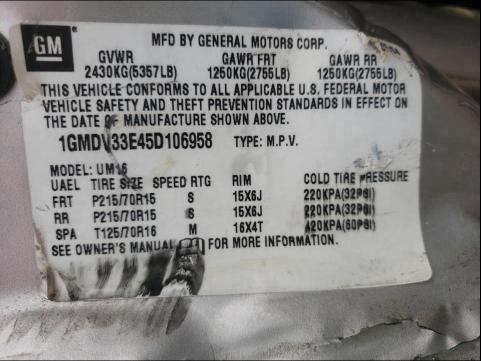 GM
MFD BY GENERAL MOTORS CORP.
GVWR GAWR FRT GAWR RR
2430KG(5357LB) 1250KG(2755LB) 1250KG(2755LB)
THIS VEHICLE CONFORMS TO ALL APPLICABLE U.S. FEDERAL MOTOR
VEHICLE SAFETY AND THEFT PREVENTION STANDARDS IN EFFECT ON
THE DATE OF MANUFACTURE SHOWN ABOVE.
1GMDV33E45D106958 TYPE: M.P.V.
MODEL: UM16
UAEL TIRE SIZE SPEED RTG RIM COLD TIRE PRESSURE
FRT P215/70R15 S 15X6J 220KPA(32PSI)
RR P215/70R15 S 15X6J 220KPA(32PSI)
SPA T125/70R16 M 16X4T 420KPA(60PSI)
SEE OWNER'S MANUAL FOR MORE INFORMATION.